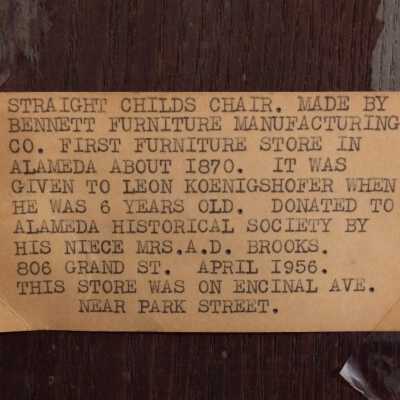 STRAIGHT CHILDS CHAIR. MADE BY
BENNETT FURNITURE MANUFACTURING
CO. FIRST FURNITURE STORE IN
ALAMEDA ABOUT 1870. IT WAS
GIVEN TO LEON KOENIGSHOFER WHEN
HE WAS 6 YEARS OLD. DONATED TO
ALAMEDA HISTORICAL SOCIETY BY
HIS NIECE MRS.A.D. BROOKS.
806 GRAND ST. APRIL 1956.
THIS STORE WAS ON ENCINAL AVE.
NEAR PARK STREET.